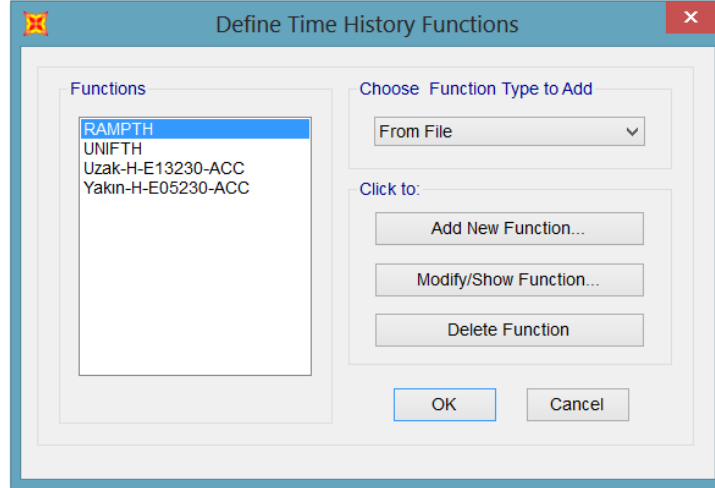 Define Time History Functions
Functions
RAMPTH
UNIFTH
Uzak-H-E13230-ACC
Yakın-H-E05230-ACC
Choose Function Type to Add
From File
Click to:
Add New Function...
Modify/Show Function...
Delete Function
OK
Cancel